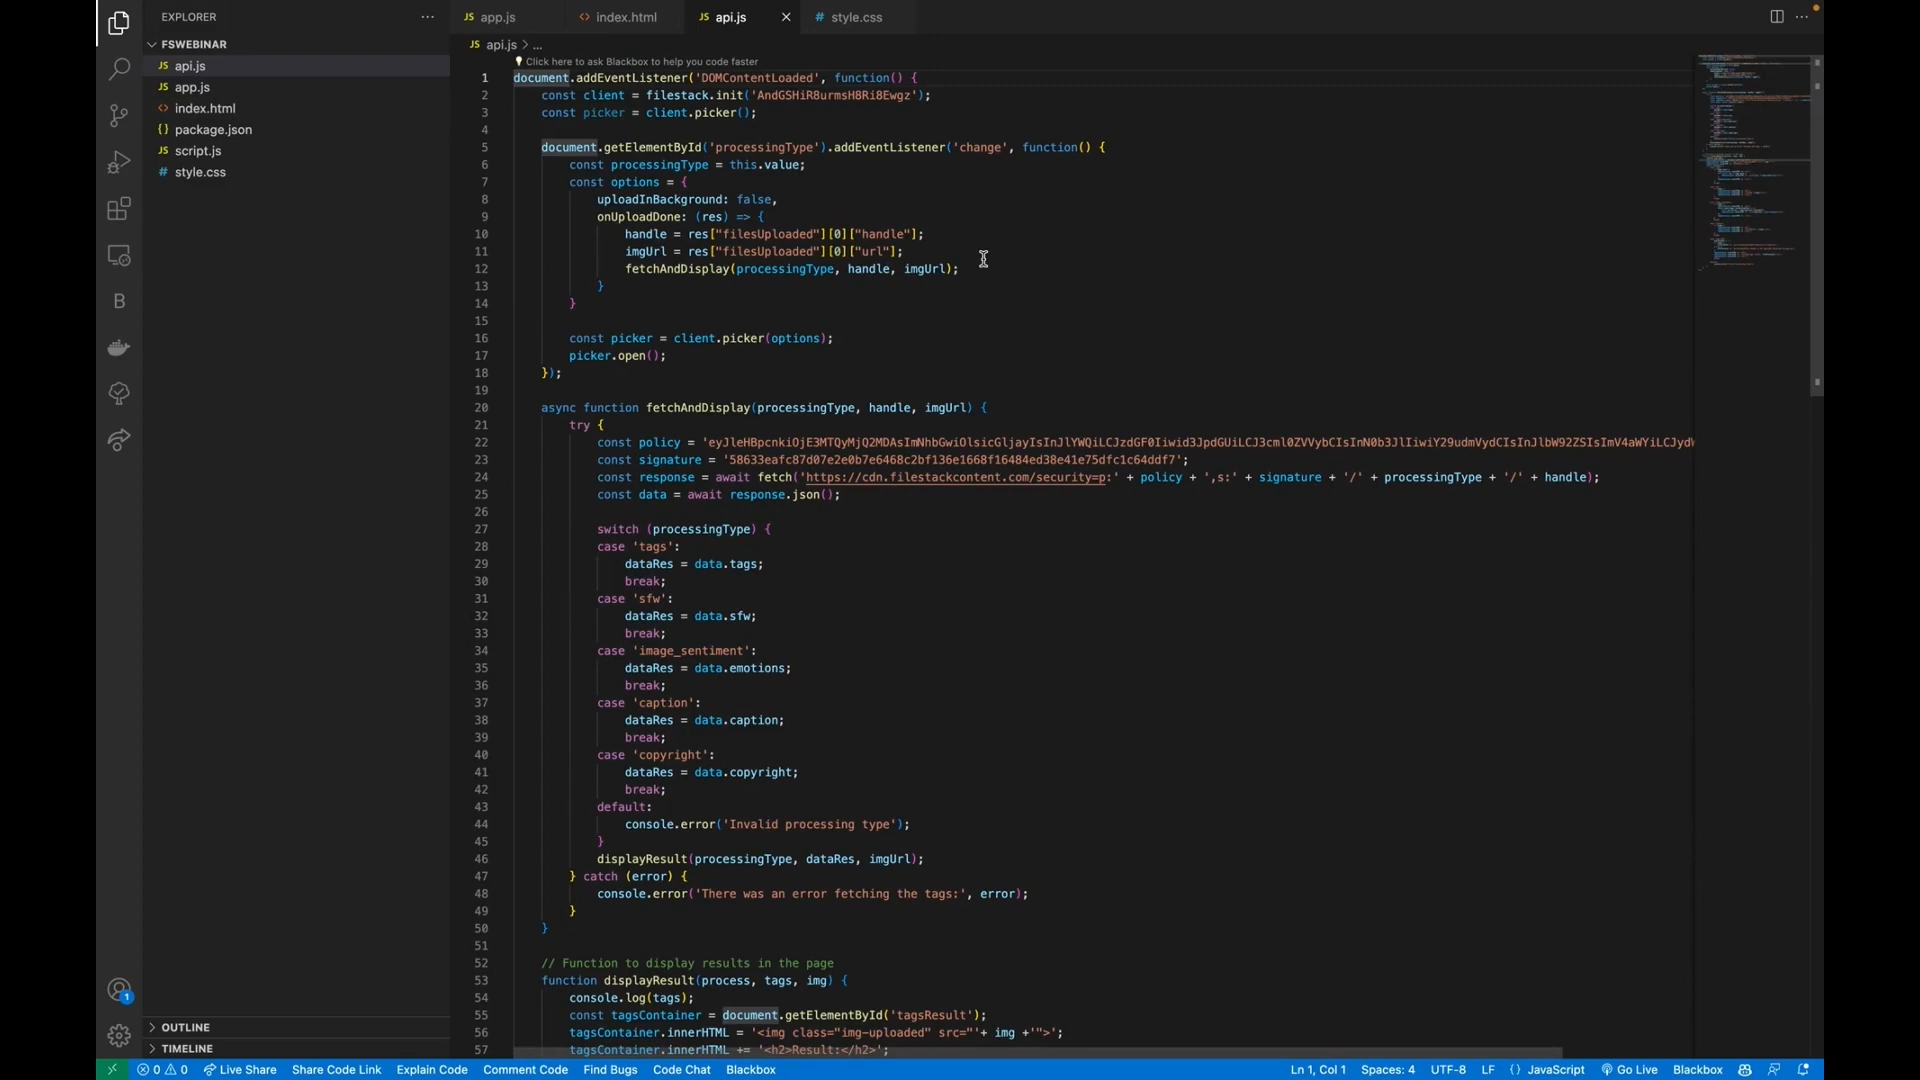 EXPLORER
FSWEBINAR
JS api.js
JS app.js
<> index.html
{} package.json
JS script.js
# style.css
OUTLINE
TIMELINE
JS app.js
<> index.html
JS api.js
# style.css
JS api.js > ...
Click here to ask Blackbox to help you code faster
1 document.addEventListener('DOMContentLoaded', function() {
2 const client = filestack.init('AndGSHiR8urmsH8Ri8Ewgz');
3 const picker = client.picker();
4
5 document.getElementById('processingType').addEventListener('change', function() {
6 const processingType = this.value;
7 const options = {
8 uploadInBackground: false,
9 onUploadDone: (res) => {
10 handle = res["filesUploaded"][0]["handle"];
11 imgUrl = res["filesUploaded"][0]["url"];
12 fetchAndDisplay(processingType, handle, imgUrl);
13 }
14 }
15
16 const picker = client.picker(options);
17 picker.open();
18 });
19
20 async function fetchAndDisplay(processingType, handle, imgUrl) {
21 try {
22 const policy =
23 const signature = '58633eafc87d07e2e0b7e6468c2bf136e1668f16484ed38e41e75dfc1c64ddf7';
24 const response = await fetch('https://cdn.filestackcontent.com/security=p:' + policy + ',s:' + signature + '/' + processingType + '/' + handle);
25 const data = await response.json();
26
27 switch (processingType) {
28 case 'tags':
29 dataRes = data.tags;
30 break;
31 case 'sfw':
32 dataRes = data.sfw;
33 break;
34 case 'image_sentiment':
35 dataRes = data.emotions;
36 break;
37 case 'caption':
38 dataRes = data.caption;
39 break;
40 case 'copyright':
41 dataRes = data.copyright;
42 break;
43 default:
44 console.error('Invalid processing type');
45 }
46 displayResult(processingType, dataRes, imgUrl);
47 } catch (error) {
48 console.error('There was an error fetching the tags:', error);
49 }
50 }
51
52 // Function to display results in the page
53 function displayResult(process, tags, img) {
54 console.log(tags);
55 const tagsContainer = document.getElementById('tagsResult');
56 tagsContainer.innerHTML = '<img class="img-uploaded" src="'+ img +'">';
57 tagsContainer.innerHTML += '<h2>Result:</h2>';
B
1
0 0 Live Share Share Code Link Explain Code Comment Code Find Bugs Code Chat Blackbox Ln 1, Col 1 Spaces: 4 UTF-8 LF {} JavaScript Go Live Blackbox